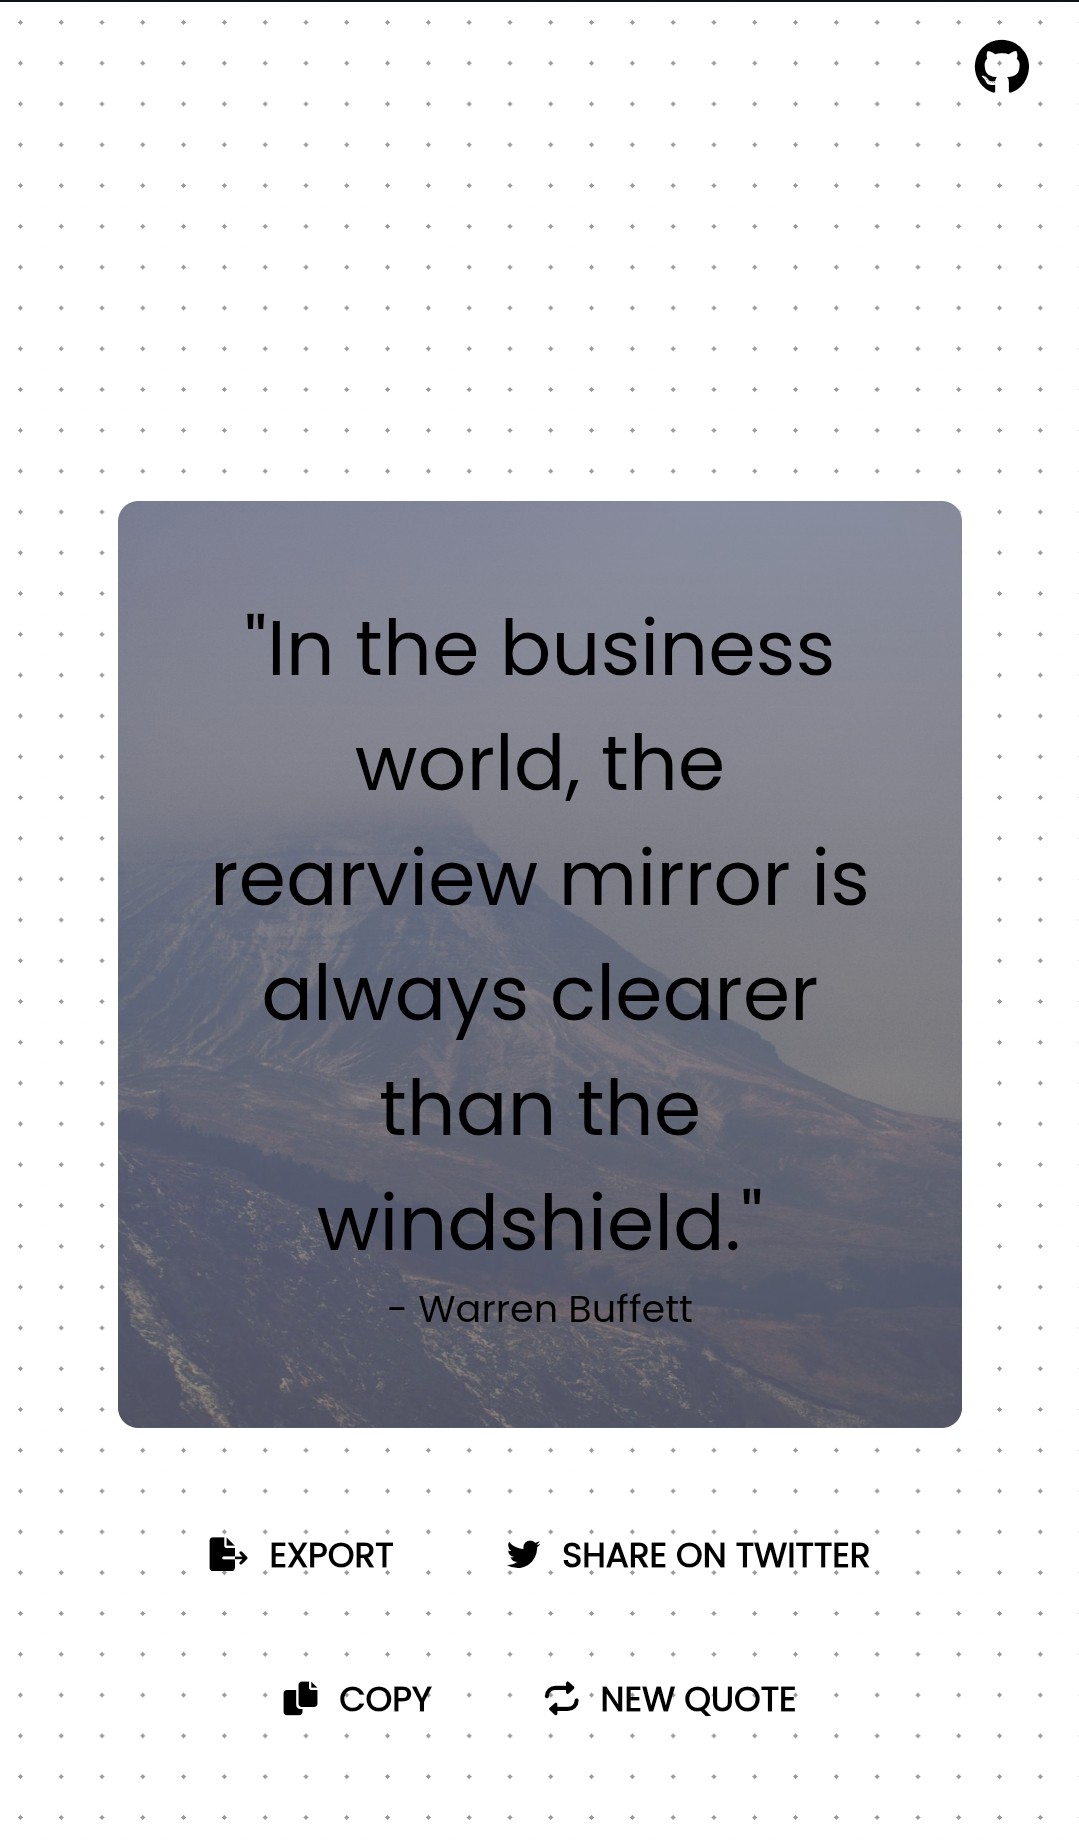 "In the business
world, the
rearview mirror is
always clearer
than the
windshield."
- Warren Buffett
EXPORT
SHARE ON TWITTER
COPY
NEW QUOTE